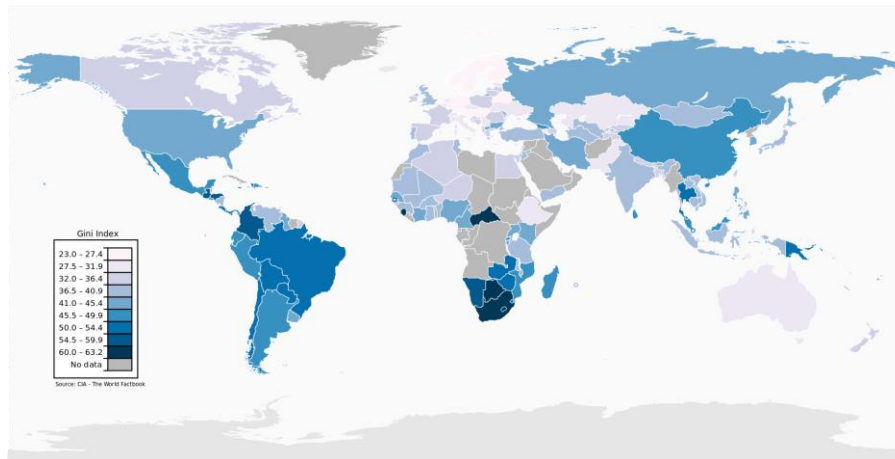 Gini Index
23.0 – 27.4
27.5 – 31.9
32.0 – 36.4
36.5 – 40.9
41.0 – 45.4
45.5 – 49.9
50.0 – 54.4
54.5 – 59.9
60.0 – 63.2
No data
Source: CIA – The World Factbook